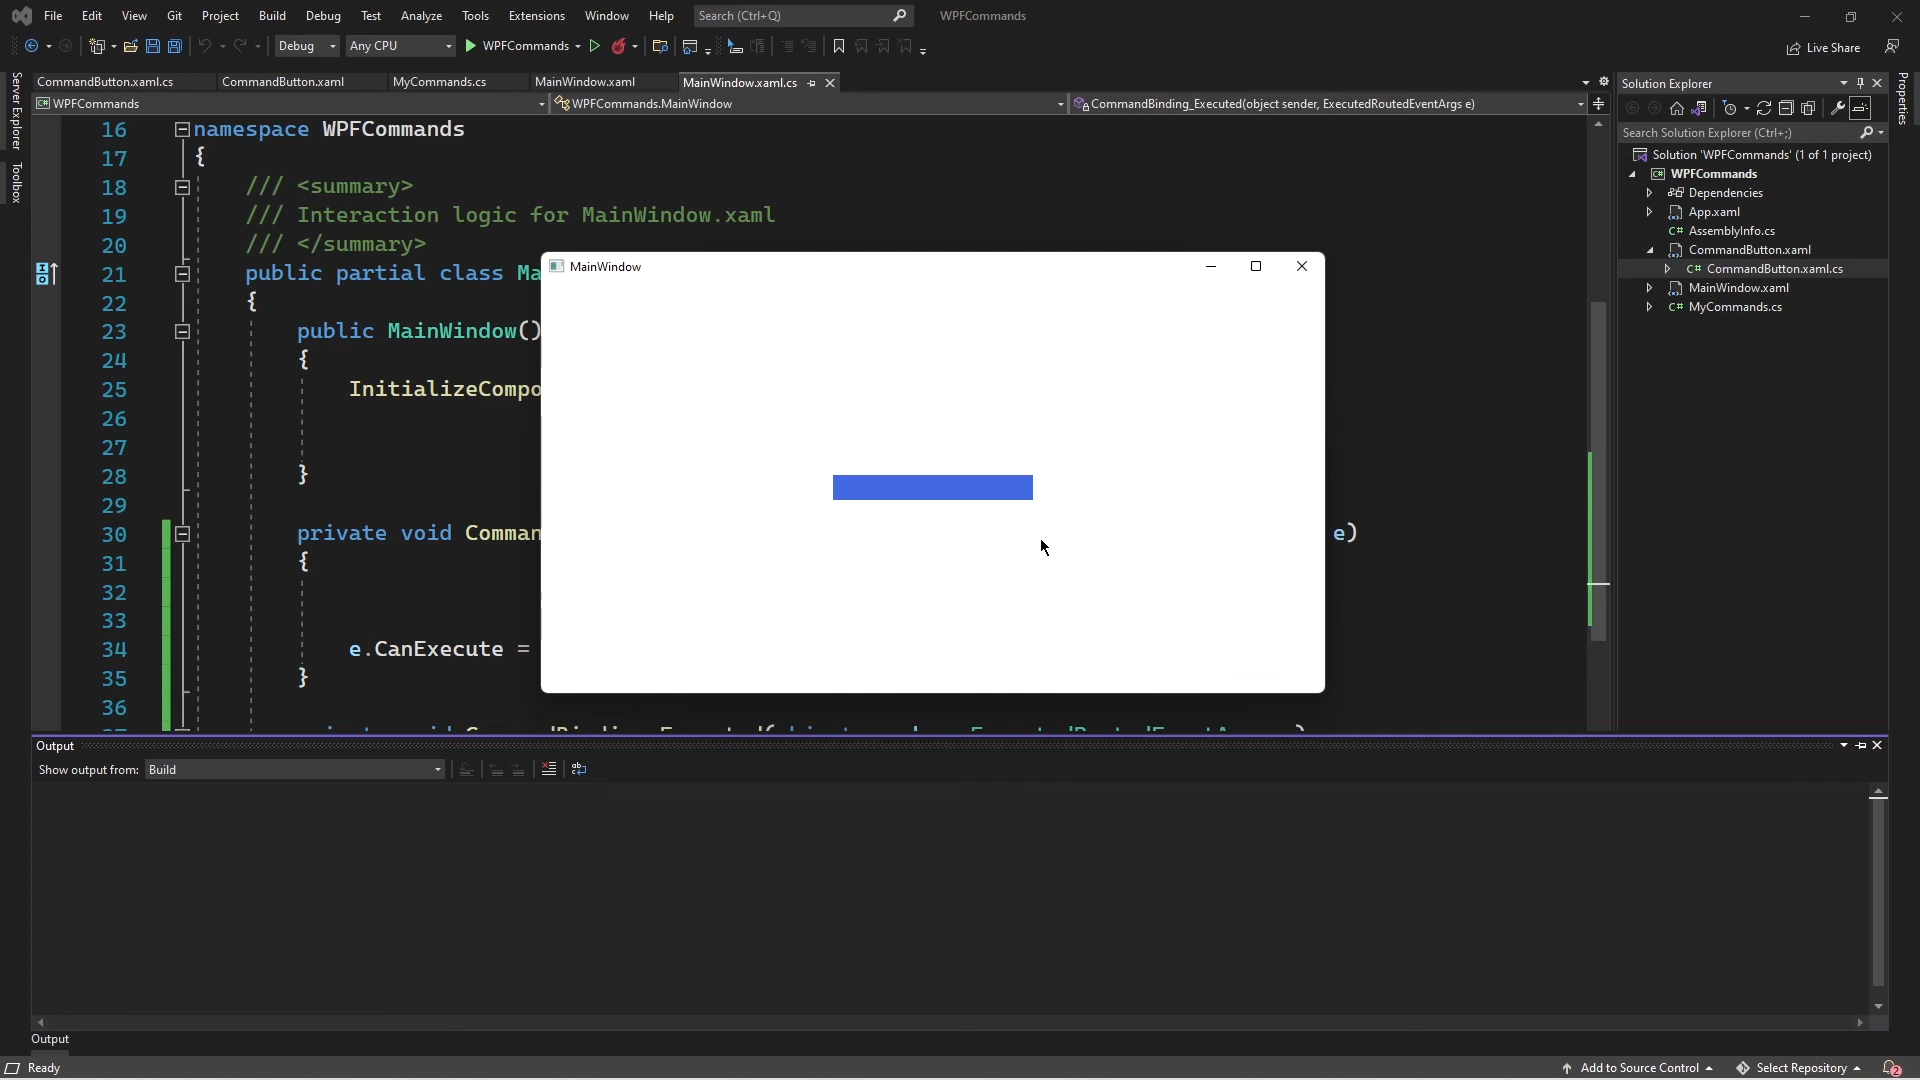 File Edit View Git Project Build Debug Test Analyze Tools Extensions Window Help Search (Ctrl+Q) WPFCommands
Debug Any CPU WPFCommands Live Share
CommandButton.xaml.cs CommandButton.xaml MyCommands.cs MainWindow.xaml MainWindow.xaml.cs
WPFCommands WPFCommands.MainWindow CommandBinding_Executed(object sender, ExecutedRoutedEventArgs e)
Server Explorer
Toolbox
16 namespace WPFCommands
17 {
18 /// <summary>
19 /// Interaction logic for MainWindow.xaml
20 /// </summary>
21 public partial class Ma
22 {
23 public MainWindow()
24 {
25 InitializeCompo
26
27
28 }
29
30 private void Comman e)
31 {
32
33
34 e.CanExecute =
35 }
36
MainWindow
Solution Explorer
Search Solution Explorer (Ctrl+;)
Solution 'WPFCommands' (1 of 1 project)
WPFCommands
Dependencies
App.xaml
AssemblyInfo.cs
CommandButton.xaml
CommandButton.xaml.cs
MainWindow.xaml
MyCommands.cs
Properties
Output
Show output from: Build
Output
Ready Add to Source Control Select Repository 2